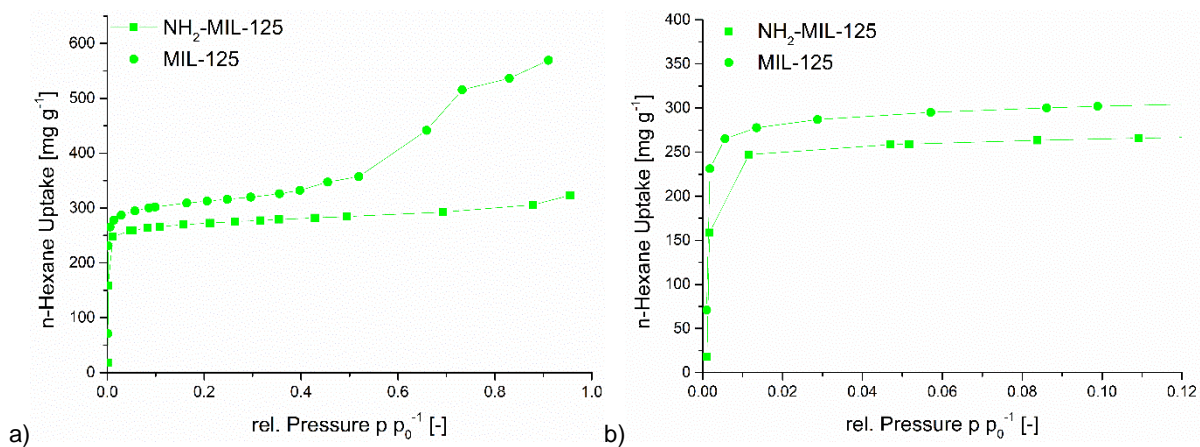 NH₂-MIL-125
MIL-125
600
500
400
300
200
100
0
0.0 0.2 0.4 0.6 0.8 1.0
n-Hexane Uptake [mg g⁻¹]
rel. Pressure p p₀⁻¹ [-]
a)
NH₂-MIL-125
MIL-125
400
350
300
250
200
150
100
50
0
0.00 0.02 0.04 0.06 0.08 0.10 0.12
n-Hexane Uptake [mg g⁻¹]
rel. Pressure p p₀⁻¹ [-]
b)